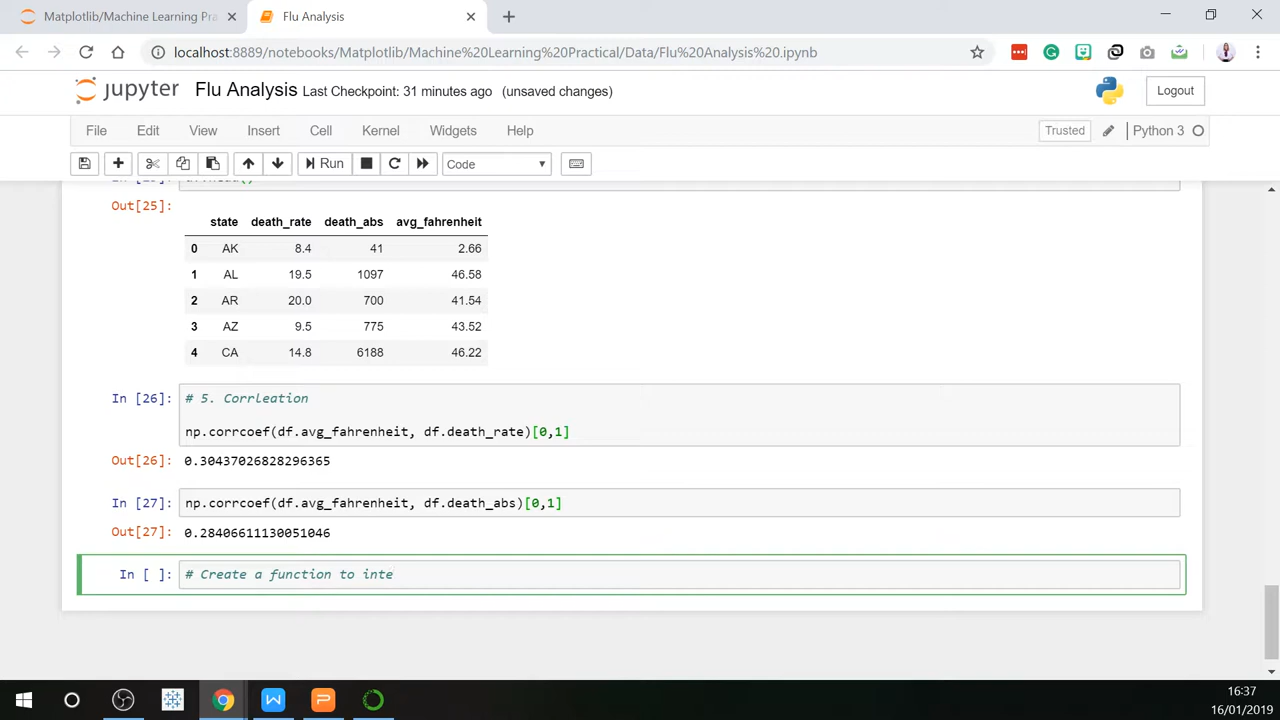 Matplotlib/Machine Learning Pra
Flu Analysis
localhost:8889/notebooks/Matplotlib/Machine%20Learning%20Practical/Data/Flu%20Analysis%20.ipynb
jupyter Flu Analysis Last Checkpoint: 31 minutes ago (unsaved changes)
Logout
File Edit View Insert Cell Kernel Widgets Help
Trusted
Python 3
Run
Code
Out[25]:
state death_rate death_abs avg_fahrenheit
0 AK 8.4 41 2.66
1 AL 19.5 1097 46.58
2 AR 20.0 700 41.54
3 AZ 9.5 775 43.52
4 CA 14.8 6188 46.22
In [26]: # 5. Corrleation
np.corrcoef(df.avg_fahrenheit, df.death_rate)[0,1]
Out[26]: 0.30437026828296365
In [27]: np.corrcoef(df.avg_fahrenheit, df.death_abs)[0,1]
Out[27]: 0.28406611130051046
In [ ]: # Create a function to inte
16:37
16/01/2019